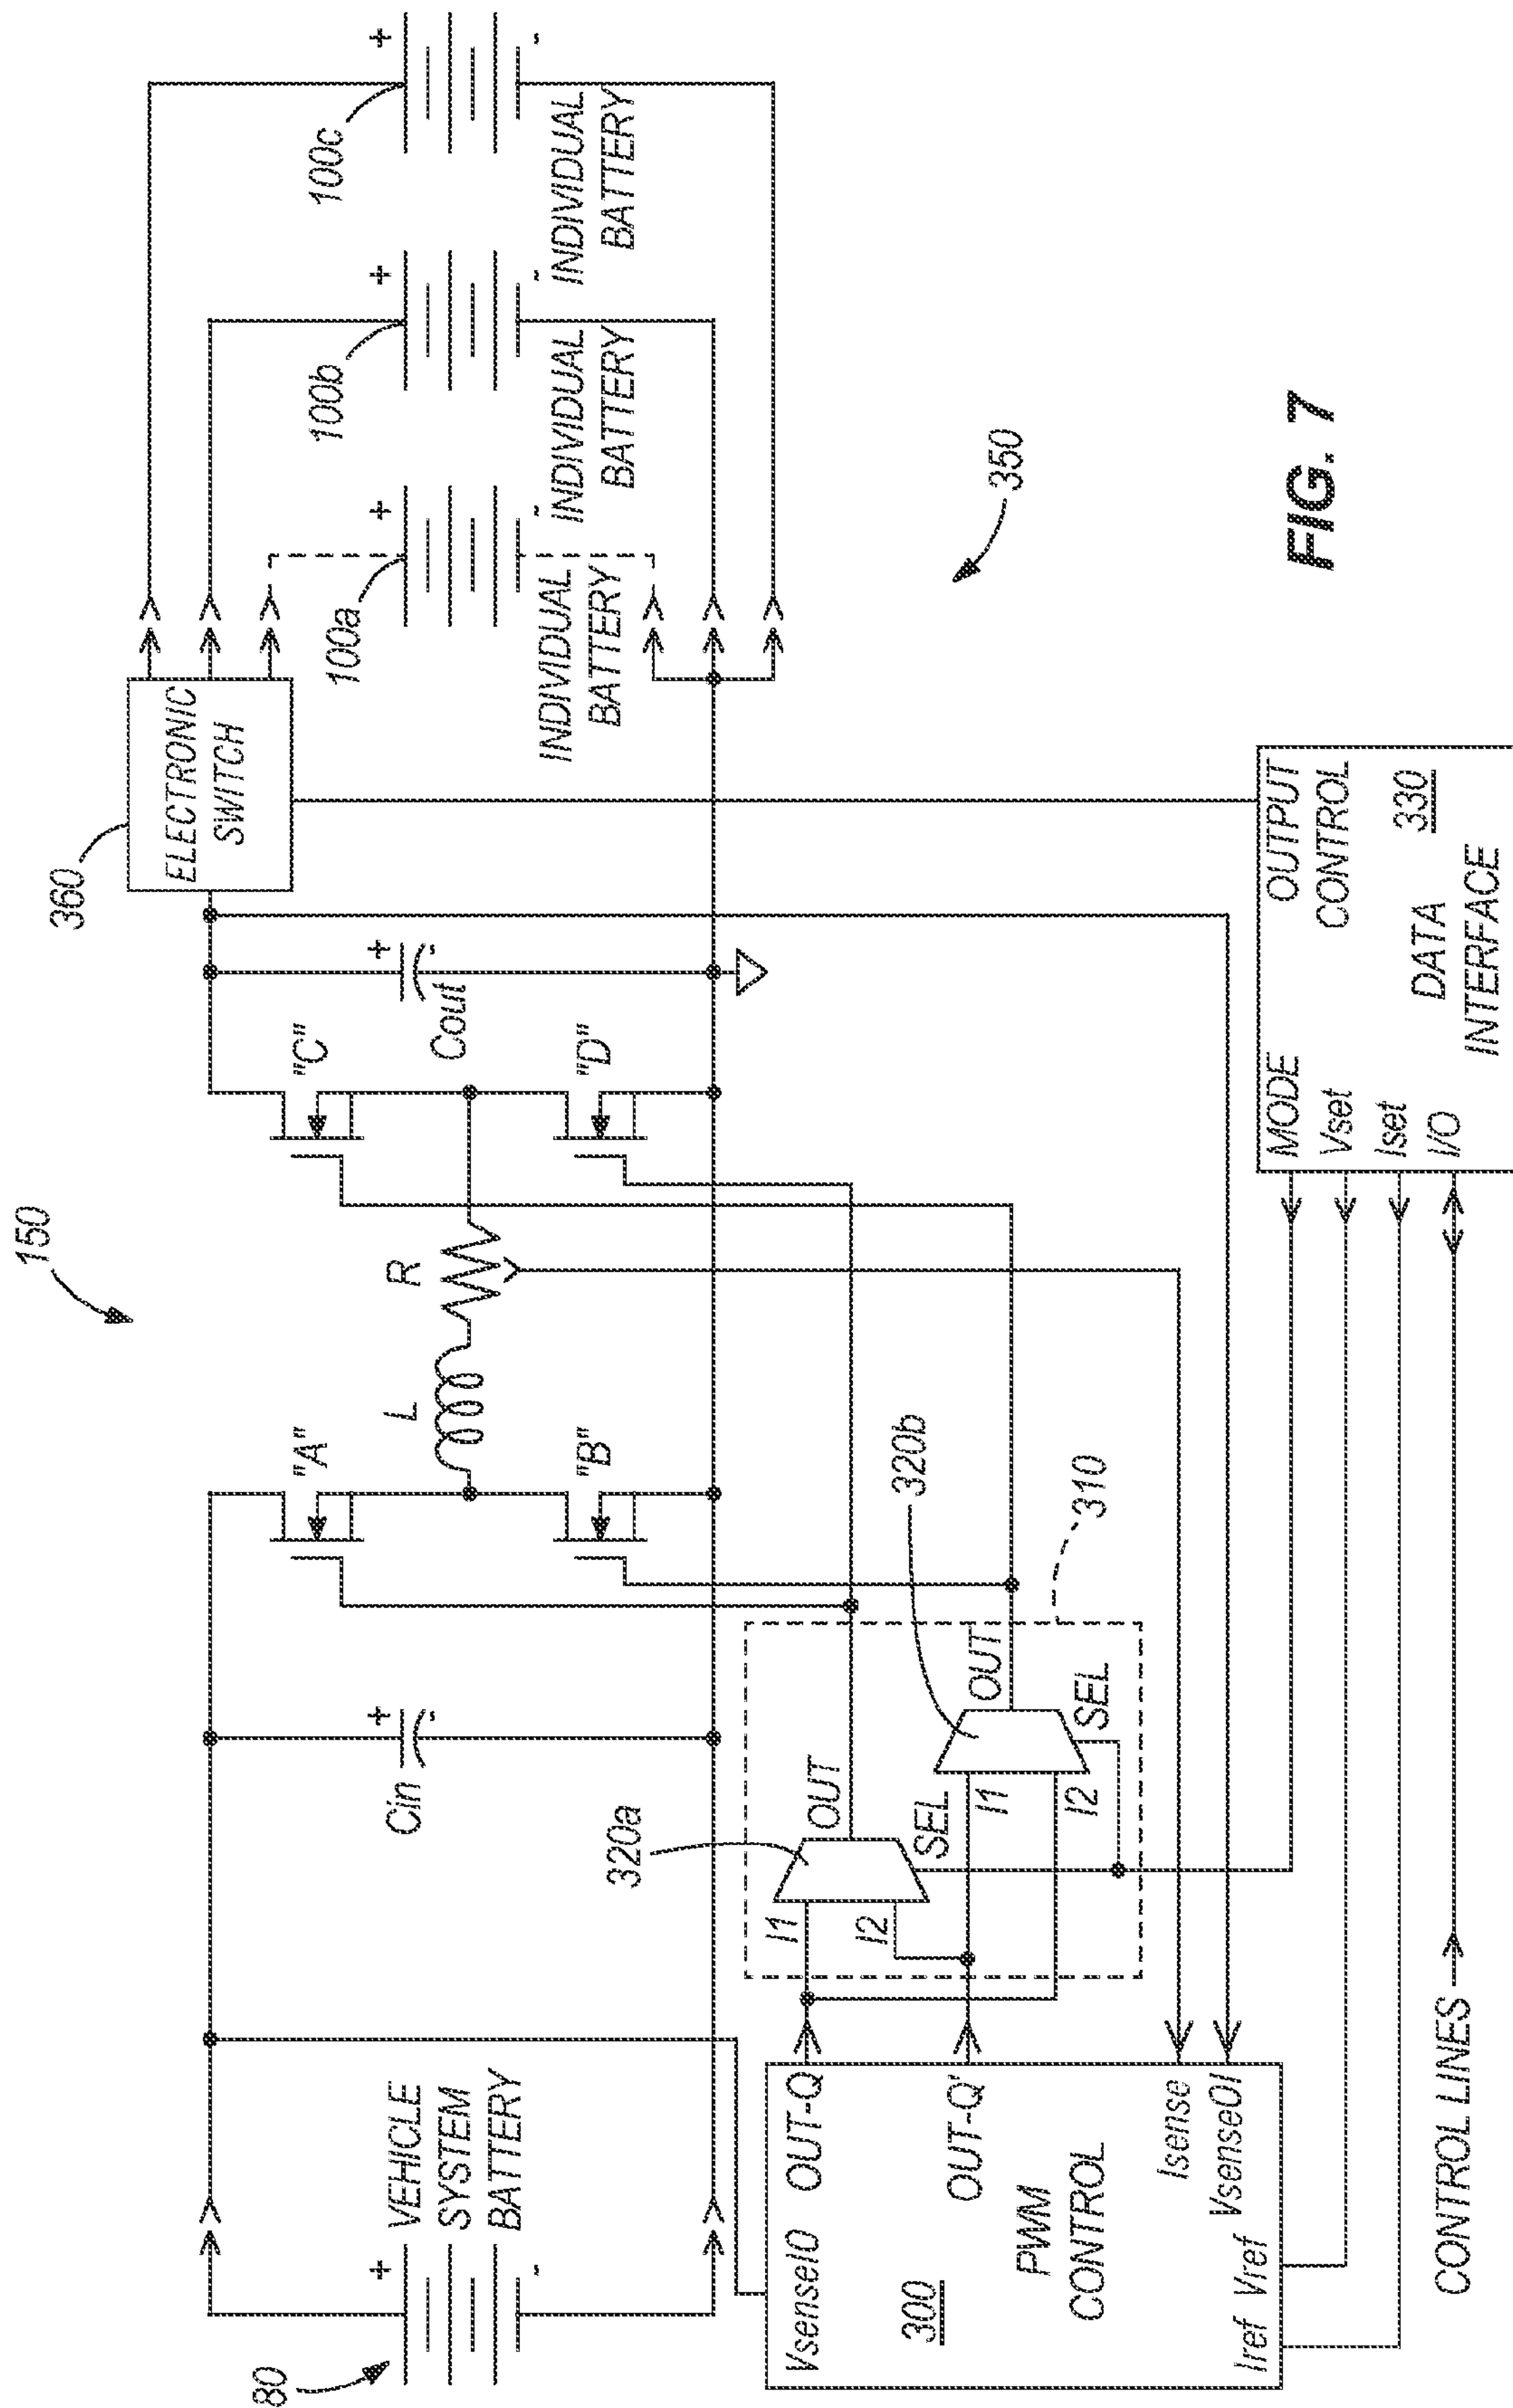 150
360
ELECTRONIC
SWITCH
100a
100b
100c
+
-
INDIVIDUAL
BATTERY
+
-
INDIVIDUAL
BATTERY
+
-
INDIVIDUAL
BATTERY
80
+
-
VEHICLE
SYSTEM
BATTERY
Cin
+
-
"A"
"B"
L
R
"C"
"D"
Cout
+
-
350
320a
I1
I2
OUT
SEL
320b
I1
I2
OUT
SEL
310
VsenseIO
OUT-Q
OUT-Q'
300
PWM
CONTROL
Isense
VsenseOI
Iref
Vref
MODE
Vset
Iset
I/O
OUTPUT
CONTROL
DATA
330
INTERFACE
CONTROL LINES
FIG. 7